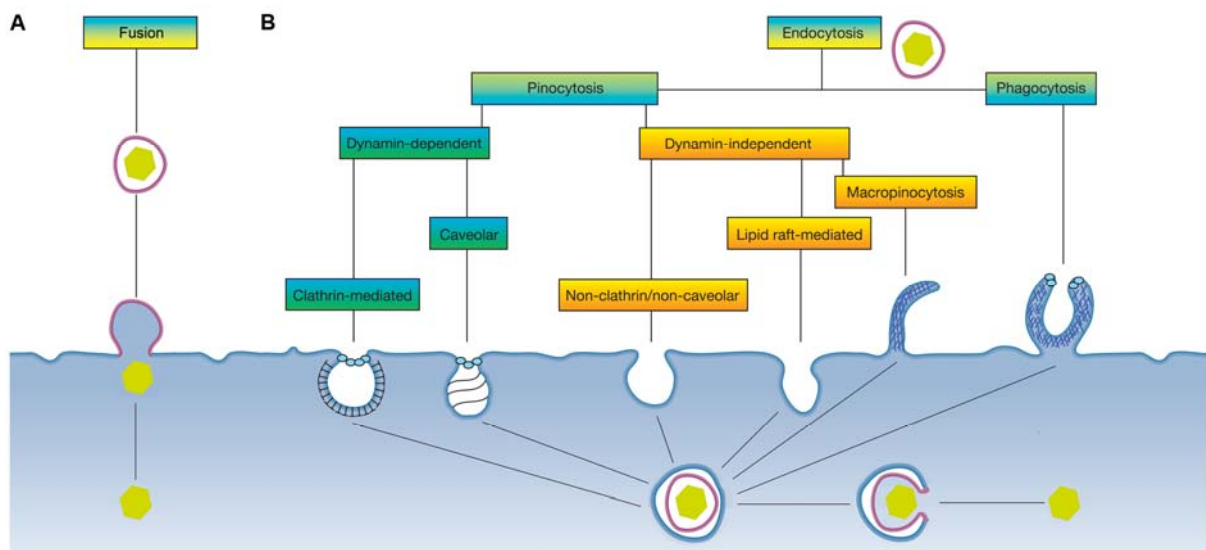 A
Fusion
B
Endocytosis
Pinocytosis
Phagocytosis
Dynamin-dependent
Dynamin-independent
Macropinocytosis
Caveolar
Lipid raft-mediated
Clathrin-mediated
Non-clathrin/non-caveolar